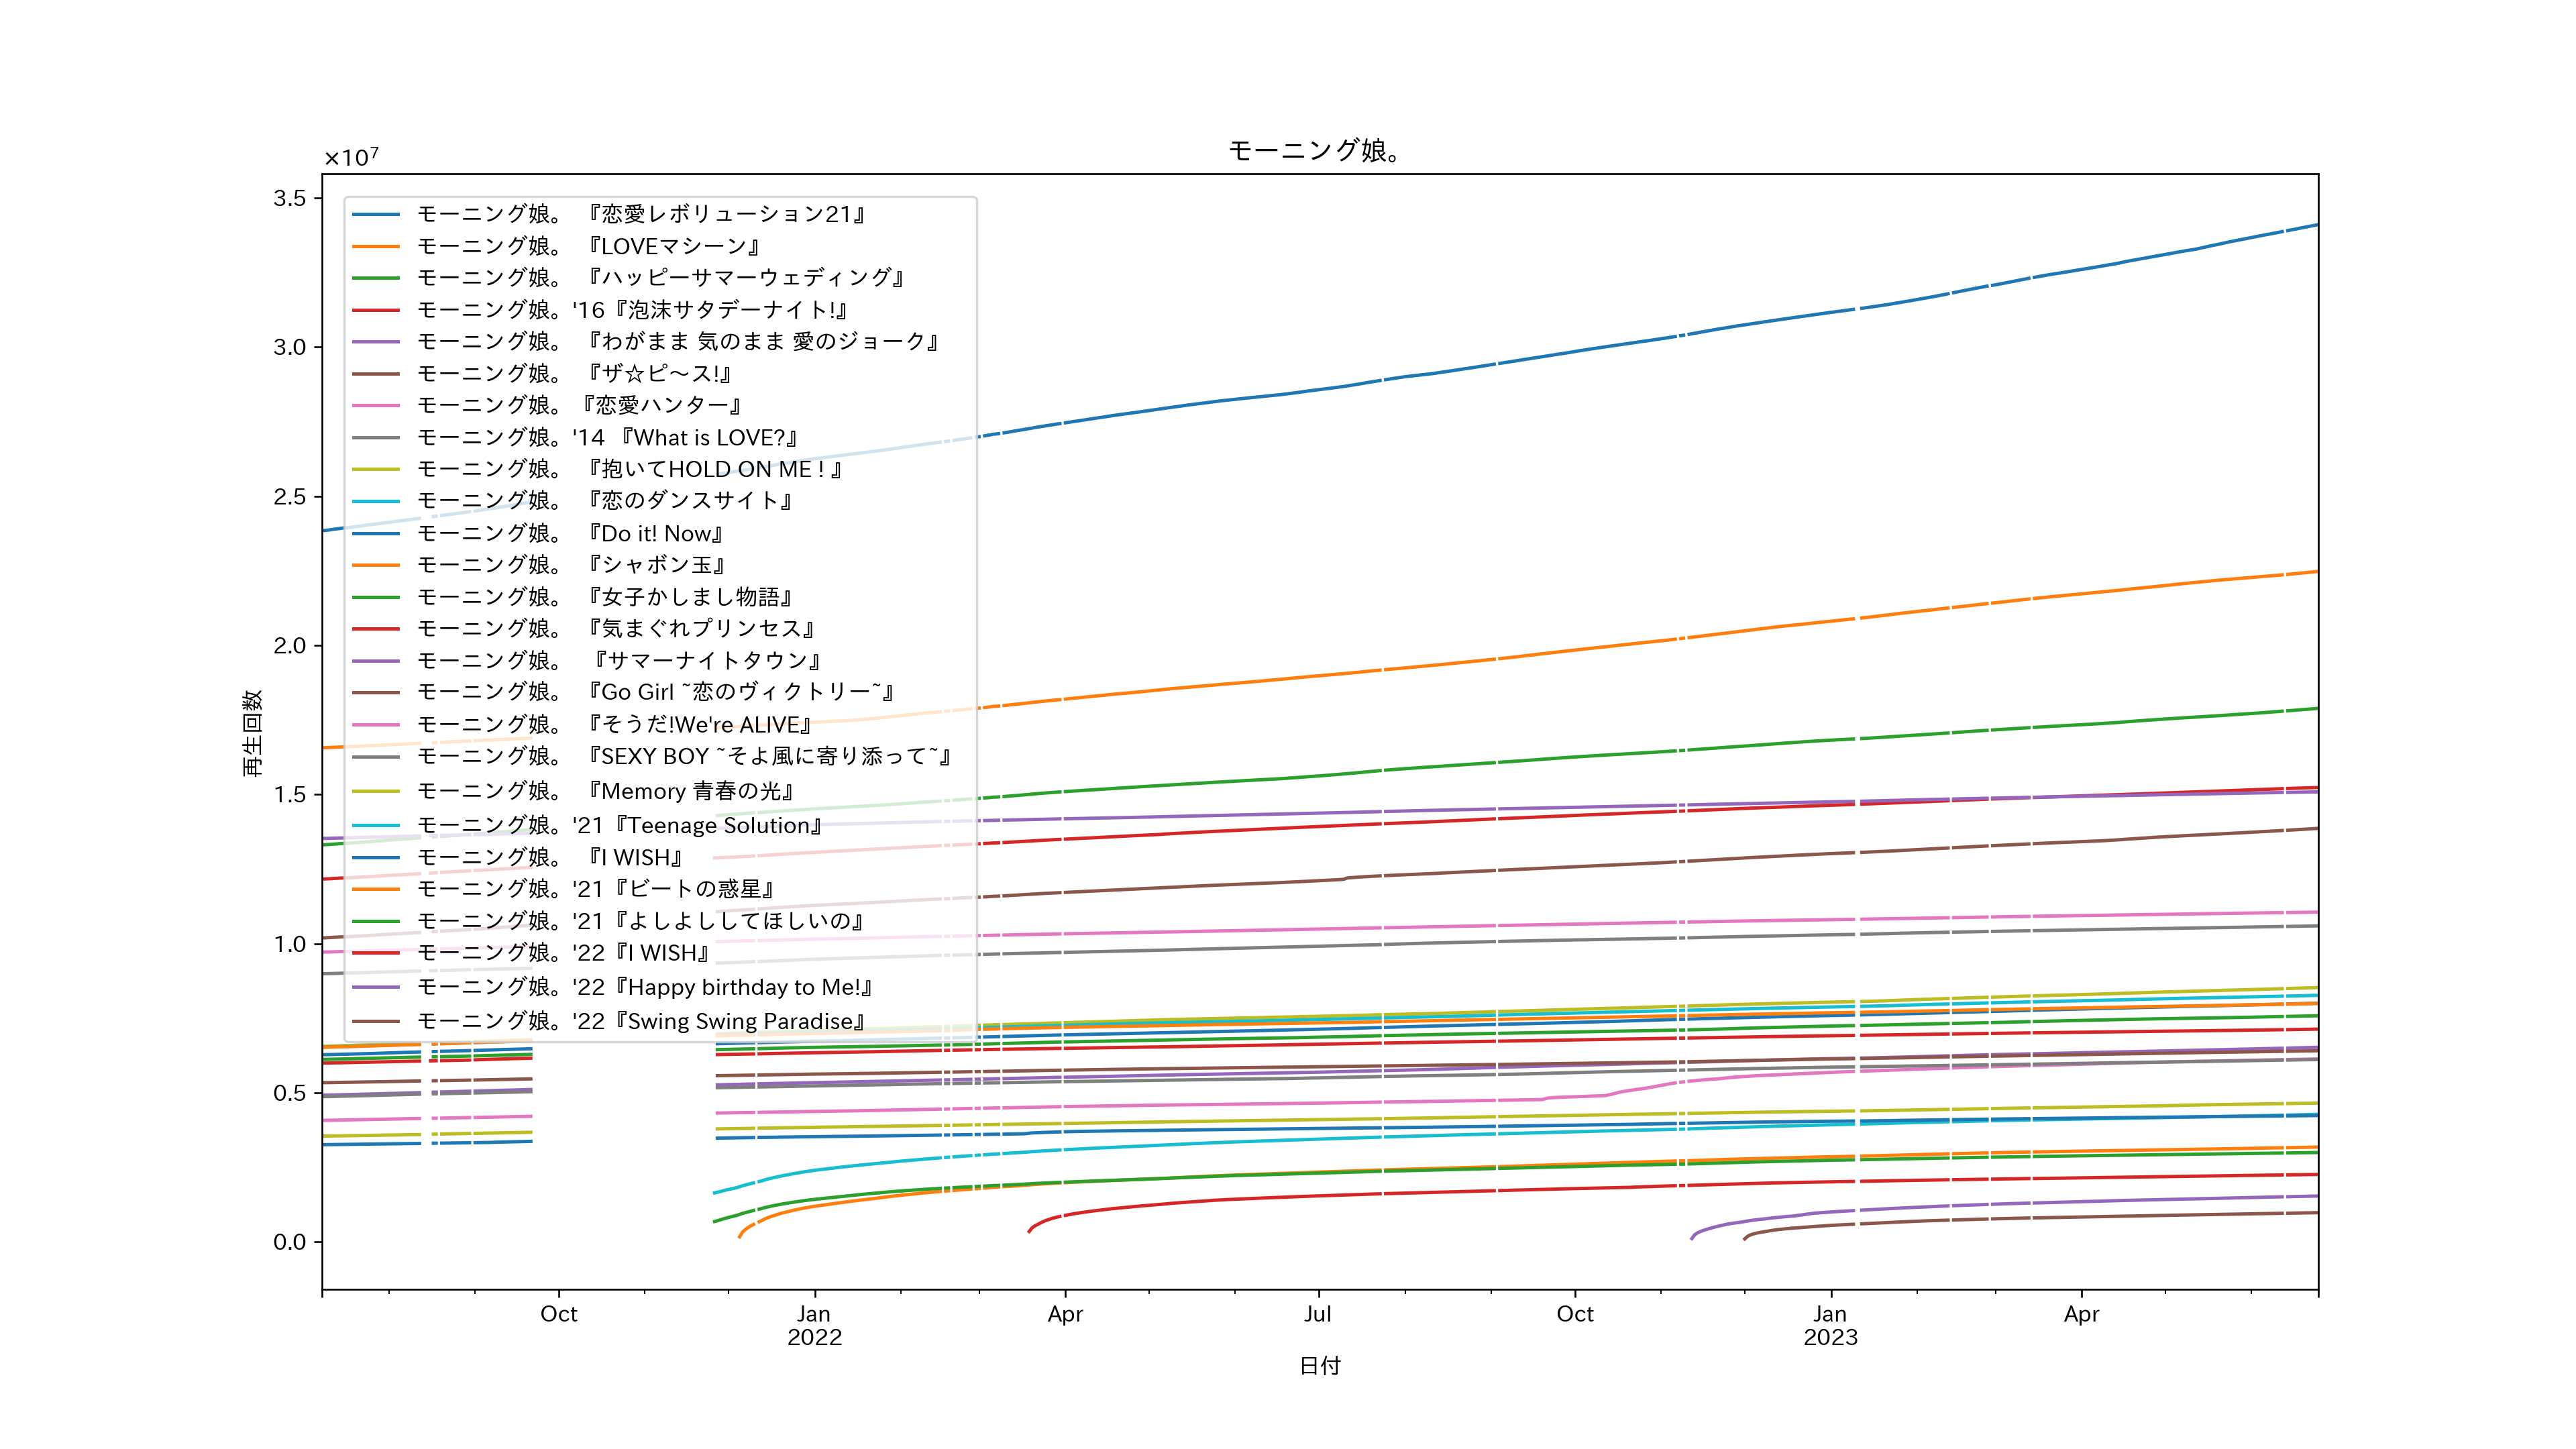 モーニング娘。
×10⁷
3.5
3.0
2.5
2.0
1.5
1.0
0.5
0.0
再生回数
モーニング娘。 『恋愛レボリューション21』
モーニング娘。 『LOVEマシーン』
モーニング娘。 『ハッピーサマーウェディング』
モーニング娘。'16『泡沫サタデーナイト!』
モーニング娘。 『わがまま 気のまま 愛のジョーク』
モーニング娘。 『ザ☆ピ〜ス!』
モーニング娘。『恋愛ハンター』
モーニング娘。'14 『What is LOVE?』
モーニング娘。 『抱いてHOLD ON ME ! 』
モーニング娘。 『恋のダンスサイト』
モーニング娘。 『Do it! Now』
モーニング娘。 『シャボン玉』
モーニング娘。 『女子かしまし物語』
モーニング娘。 『気まぐれプリンセス』
モーニング娘。  『サマーナイトタウン』
モーニング娘。 『Go Girl ~恋のヴィクトリー~』
モーニング娘。 『そうだ!We're ALIVE』
モーニング娘。 『SEXY BOY ~そよ風に寄り添って~』
モーニング娘。 『Memory 青春の光』
モーニング娘。'21『Teenage Solution』
モーニング娘。 『I WISH』
モーニング娘。'21『ビートの惑星』
モーニング娘。'21『よしよししてほしいの』
モーニング娘。'22『I WISH』
モーニング娘。'22『Happy birthday to Me!』
モーニング娘。'22『Swing Swing Paradise』
Oct Jan Apr Jul Oct Jan Apr
2022 2023
日付